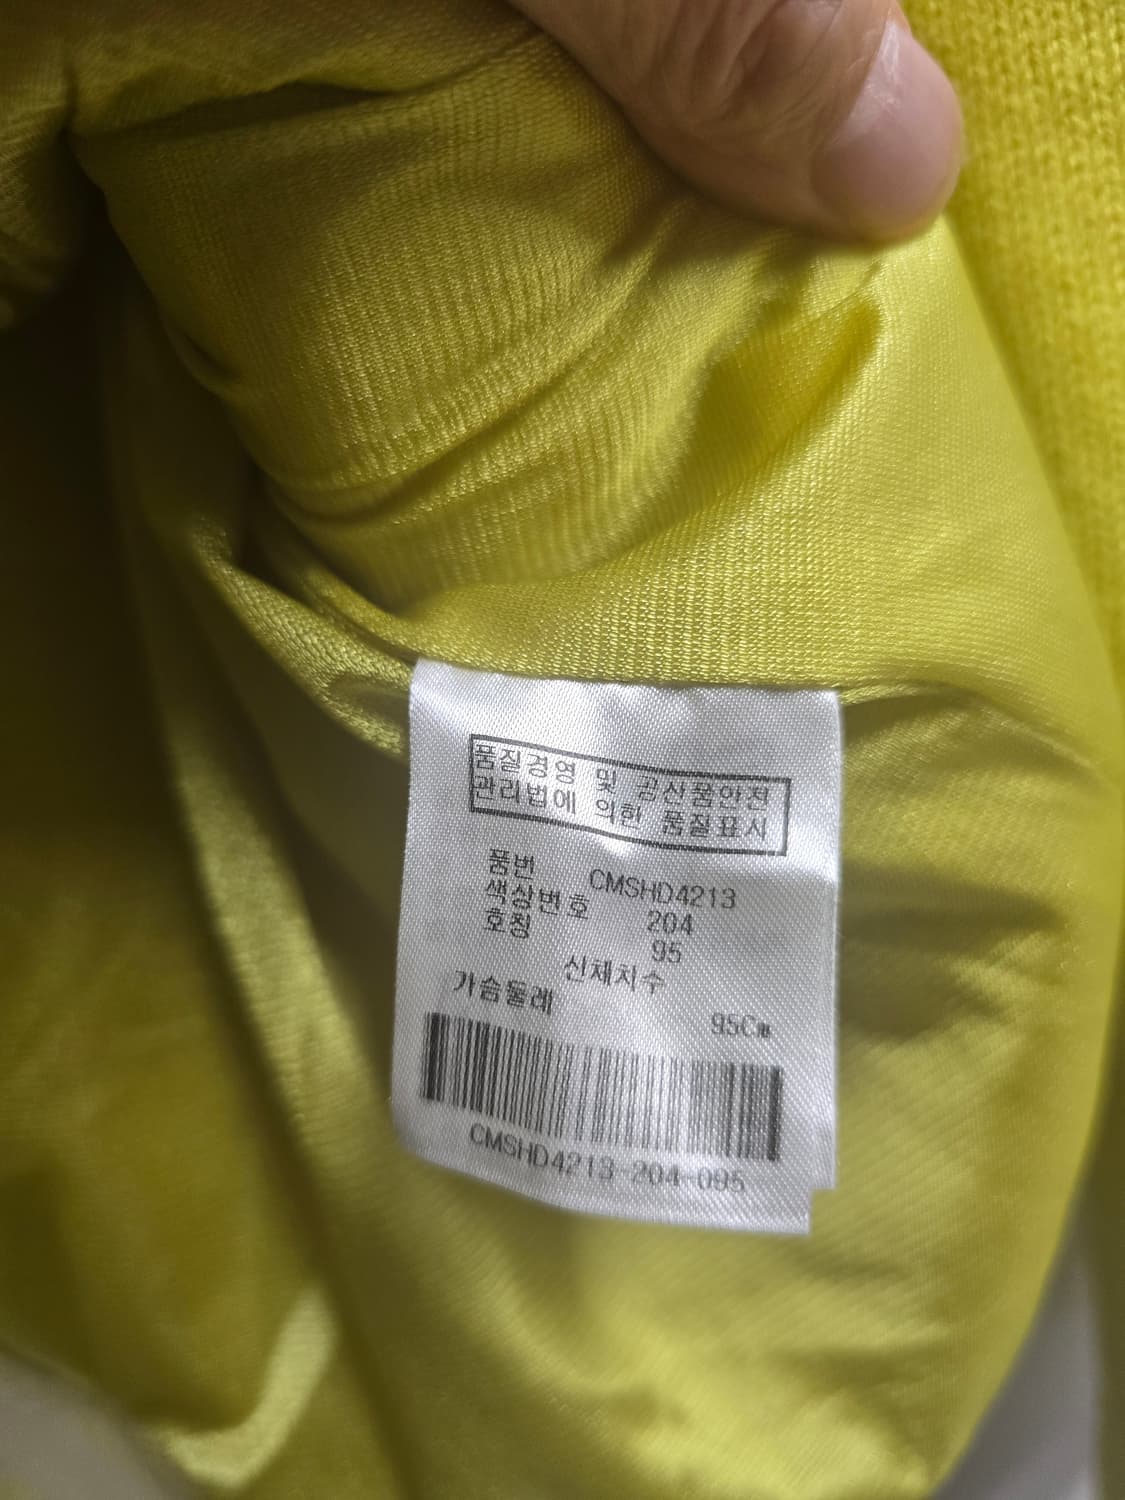 품질경영 및 공산품안전
관리법에 의한 품질표시
품번 CMSHD4213
색상번호 204
호칭 95
신체치수
가슴둘레 95Cm
CMSHD4213-204-095